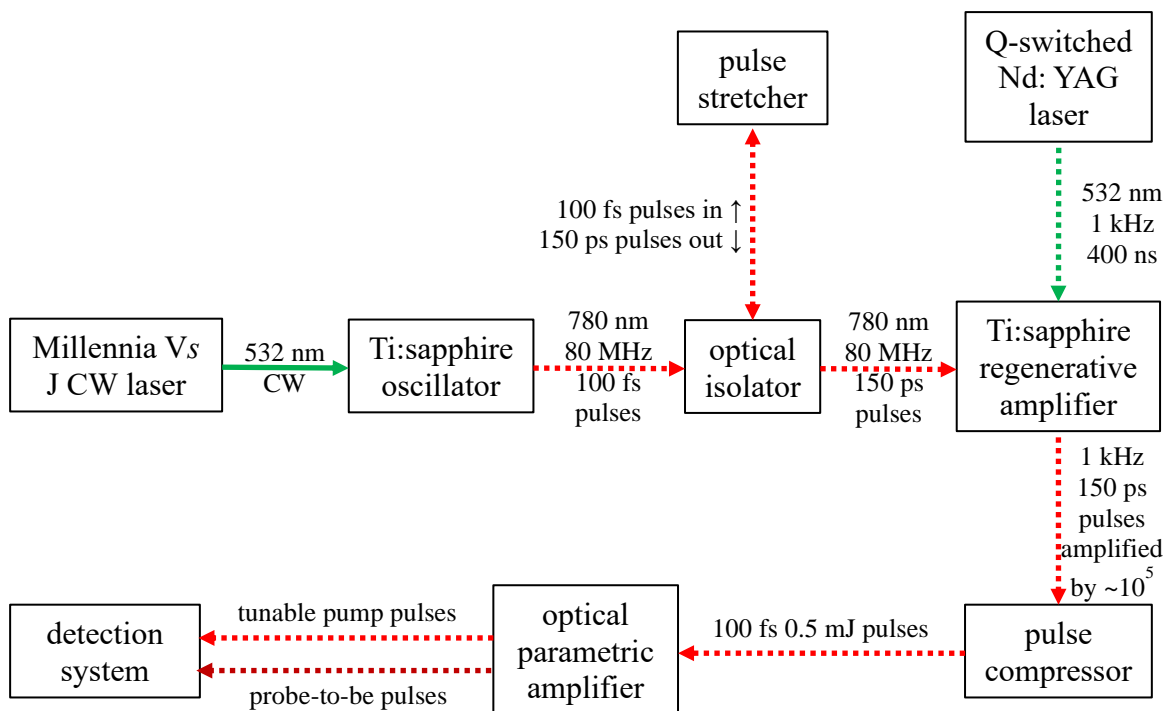 pulse
stretcher
Q-switched
Nd: YAG
laser
100 fs pulses in ↑
150 ps pulses out ↓
532 nm
1 kHz
400 ns
Millennia Vs
J CW laser
532 nm
CW
Ti:sapphire
oscillator
780 nm
80 MHz
100 fs
pulses
optical
isolator
780 nm
80 MHz
150 ps
pulses
Ti:sapphire
regenerative
amplifier
1 kHz
150 ps
pulses
amplified
by ~10⁵
detection
system
tunable pump pulses
probe-to-be pulses
optical
parametric
amplifier
100 fs 0.5 mJ pulses
pulse
compressor